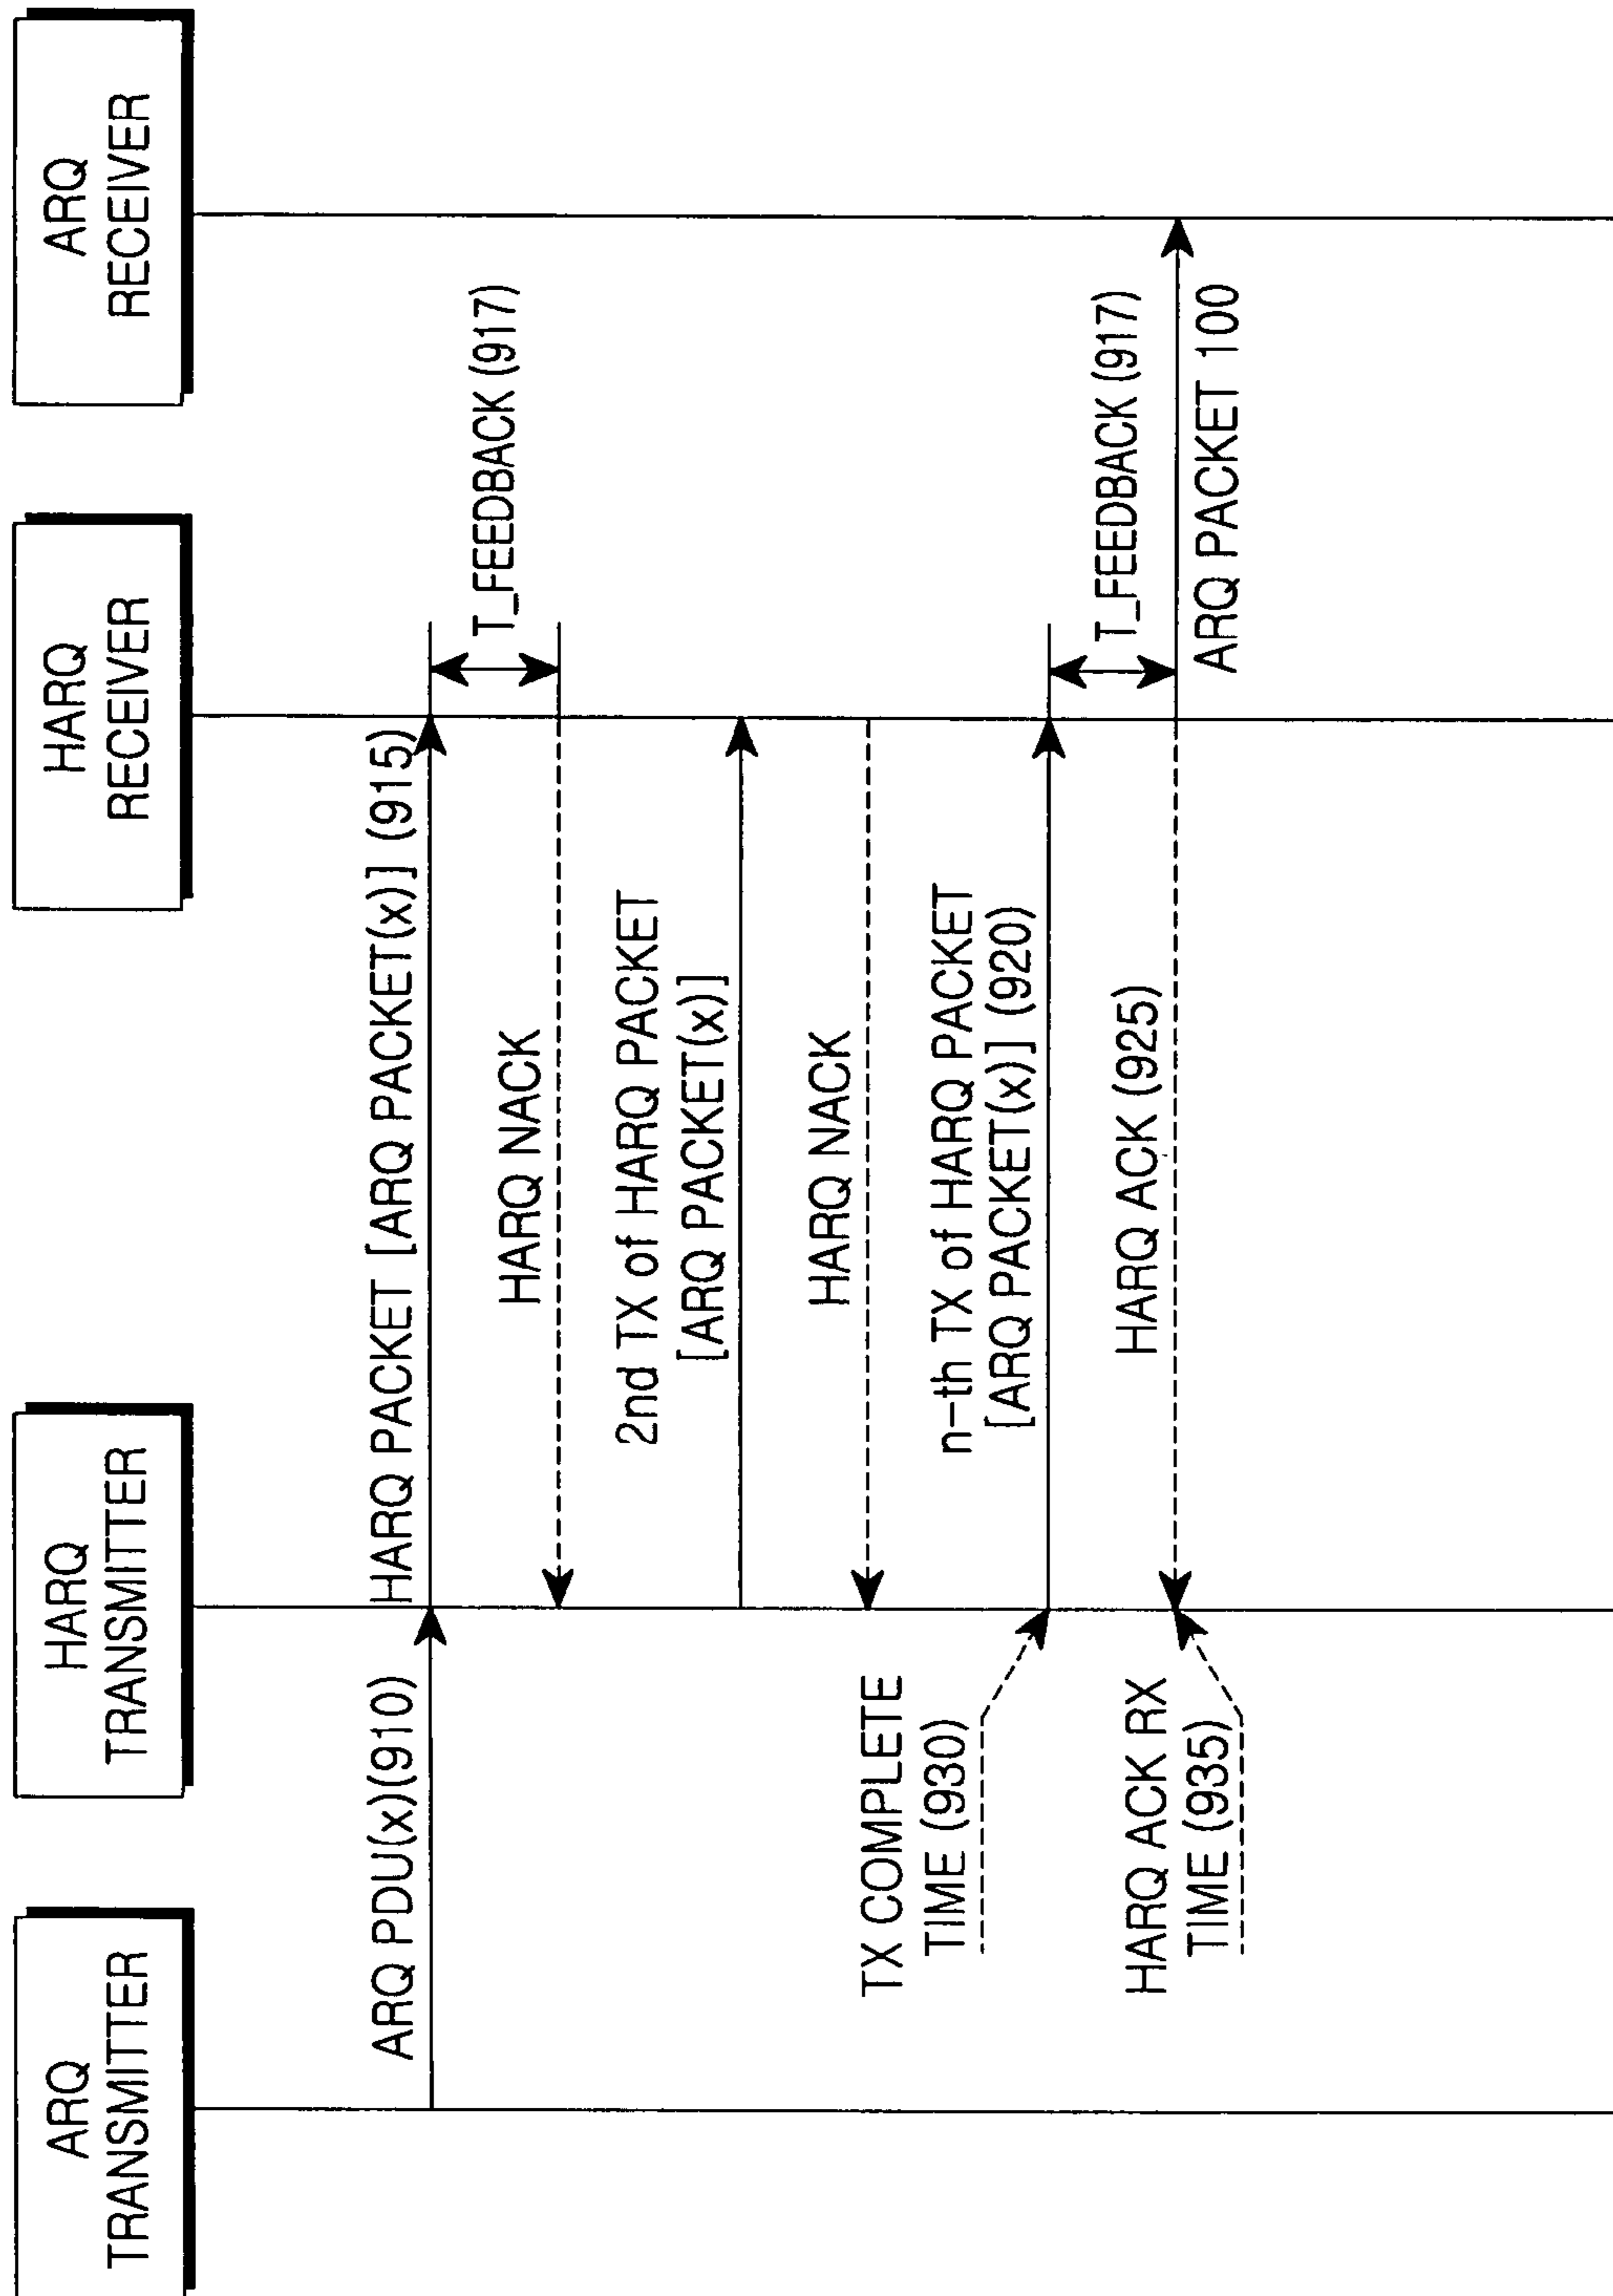 ARQ
TRANSMITTER
HARQ
TRANSMITTER
HARQ
RECEIVER
ARQ
RECEIVER
ARQ PDU(x)(910)
HARQ PACKET [ARQ PACKET(x)] (915)
T_FEEDBACK (917)
HARQ NACK
2nd TX of HARQ PACKET
[ARQ PACKET(x)]
HARQ NACK
TX COMPLETE
TIME (930)
n-th TX of HARQ PACKET
[ARQ PACKET(x)] (920)
T_FEEDBACK (917)
HARQ ACK RX
TIME (935)
HARQ ACK (925)
ARQ PACKET 100